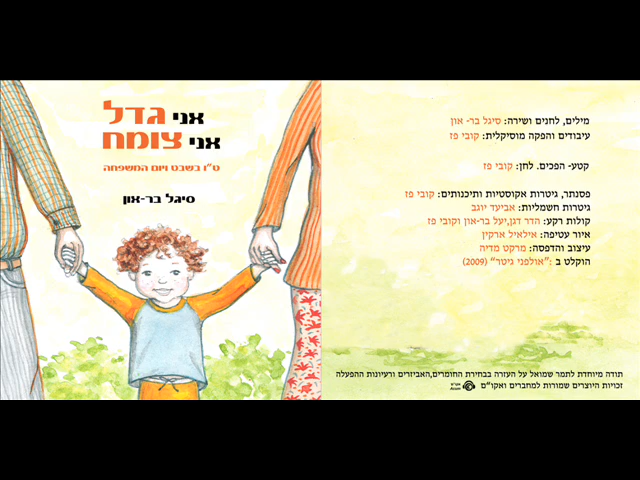 אני גדל
אני צומח
ט"ו בשבט ויום המשפחה
סיגל בר-און
מילים, לחנים ושירה: סיגל בר- און
עיבודים והפקה מוסיקלית: קובי פז
קטע- הפכים. לחן: קובי פז
פסנתר, גיטרות אקוסטיות ותיכנותים: קובי פז
גיטרות חשמליות: אביעד יוגב
קולות רקע: הדר דגן,יעל בר-און וקובי פז
איור עטיפה: אילאיל ארקין
עיצוב והדפסה: מרקט מדיה
הוקלט ב :"אולפני גיטר" (2009)
תודה מיוחדת לתמר שמואל על העזרה בבחירת החומרים,האביזרים ורעיונות ההפעלה
זכויות היוצרים שמורות למחברים ואקו"ם